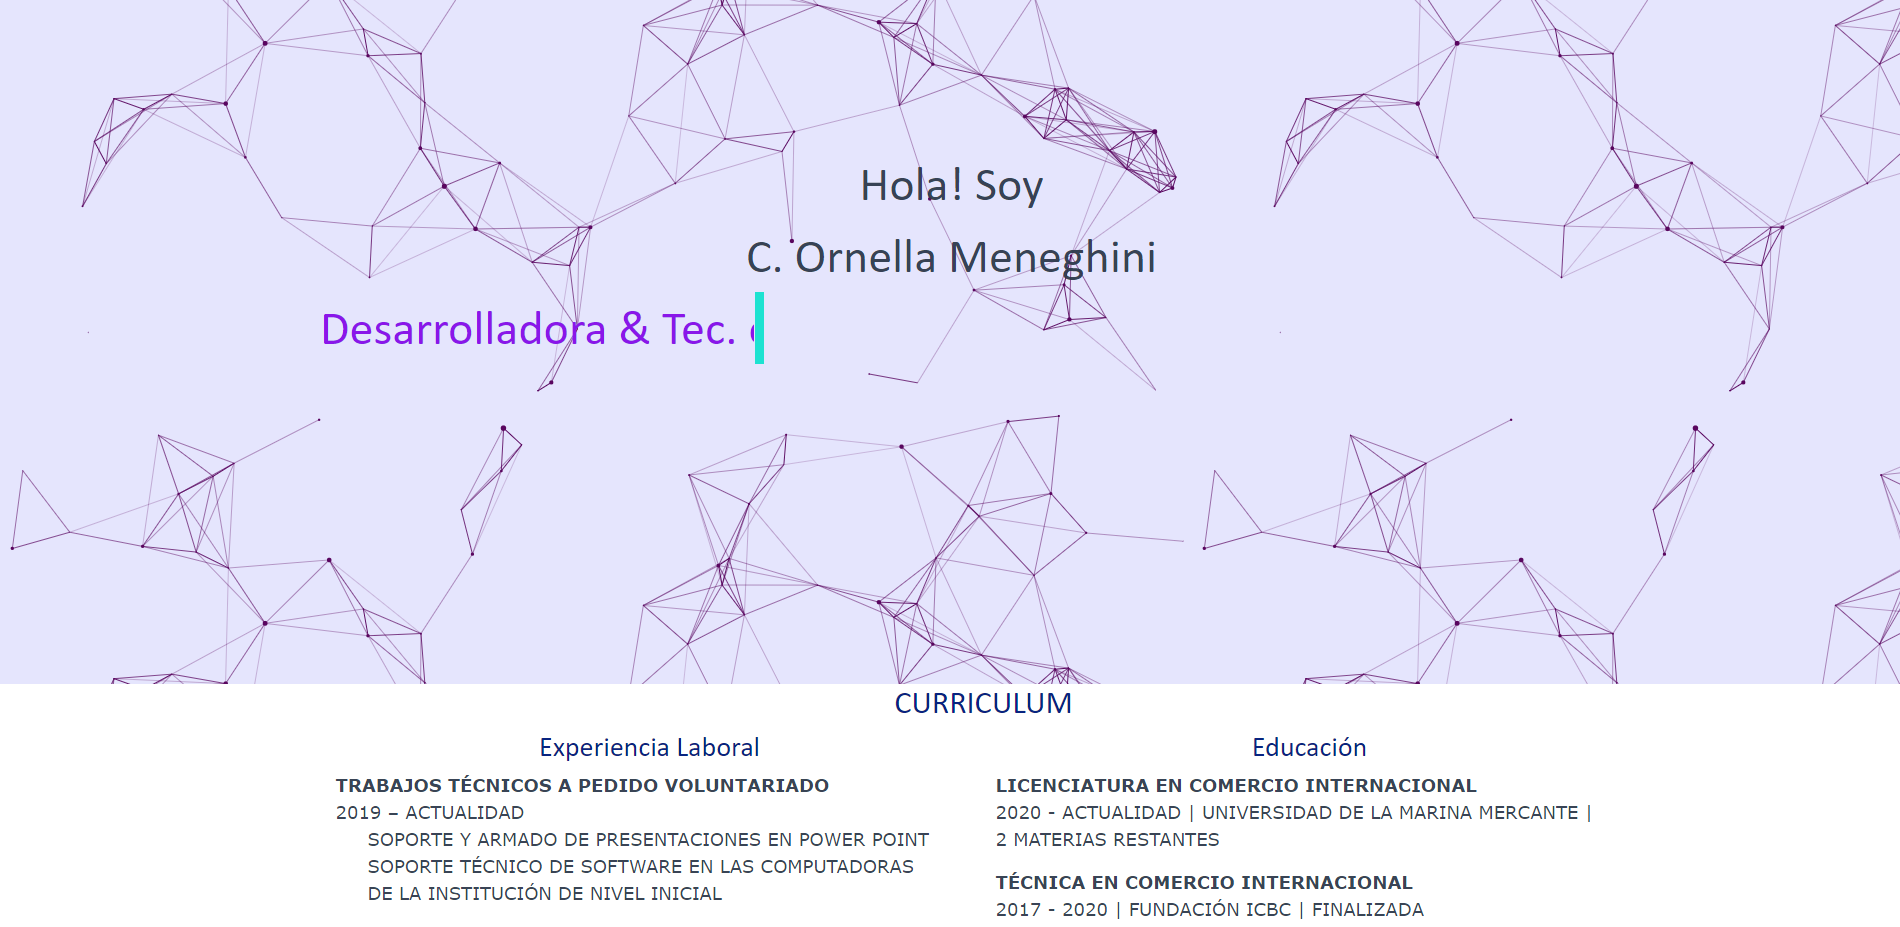 Hola! Soy
C. Ornella Meneghini
Desarrolladora & Tec.
CURRICULUM
Experiencia Laboral
TRABAJOS TÉCNICOS A PEDIDO VOLUNTARIADO
2019 – ACTUALIDAD
SOPORTE Y ARMADO DE PRESENTACIONES EN POWER POINT
SOPORTE TÉCNICO DE SOFTWARE EN LAS COMPUTADORAS
DE LA INSTITUCIÓN DE NIVEL INICIAL
Educación
LICENCIATURA EN COMERCIO INTERNACIONAL
2020 - ACTUALIDAD | UNIVERSIDAD DE LA MARINA MERCANTE |
2 MATERIAS RESTANTES
TÉCNICA EN COMERCIO INTERNACIONAL
2017 - 2020 | FUNDACIÓN ICBC | FINALIZADA